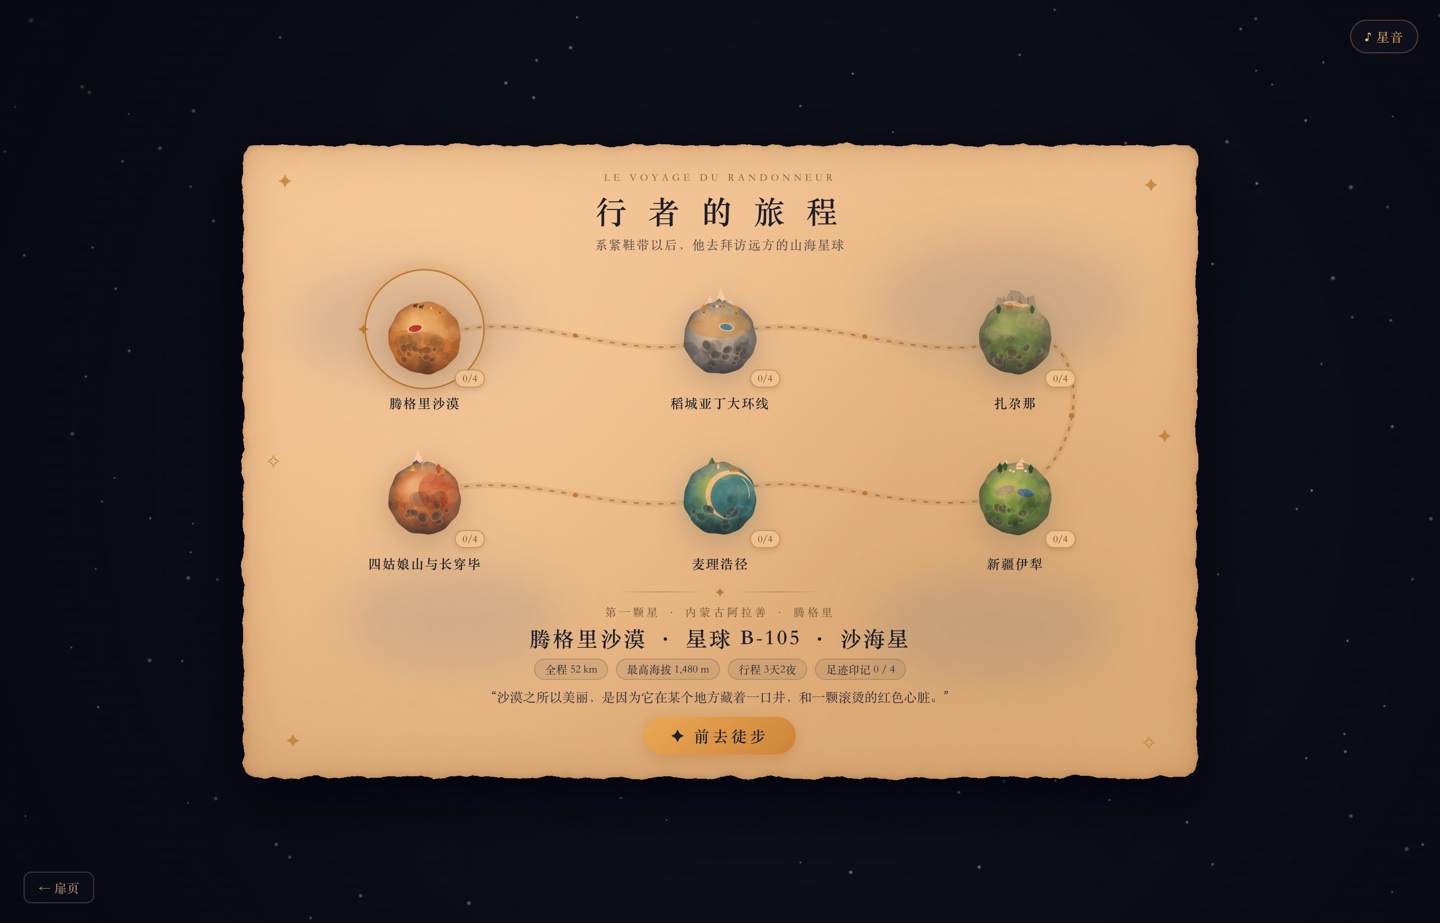 ♪ 星音
LE VOYAGE DU RANDONNEUR
行者的旅程
系紧鞋带以后，他去拜访远方的山海星球
0/4
0/4
0/4
腾格里沙漠
稻城亚丁大环线
扎尕那
0/4
0/4
0/4
四姑娘山与长穿毕
麦理浩径
新疆伊犁
第一颗星 · 内蒙古阿拉善 · 腾格里
腾格里沙漠 · 星球 B-105 · 沙海星
全程 52 km
最高海拔 1,480 m
行程 3天2夜
足迹印记 0 / 4
“沙漠之所以美丽，是因为它在某个地方藏着一口井，和一颗滚烫的红色心脏。”
✦ 前去徒步
← 扉页